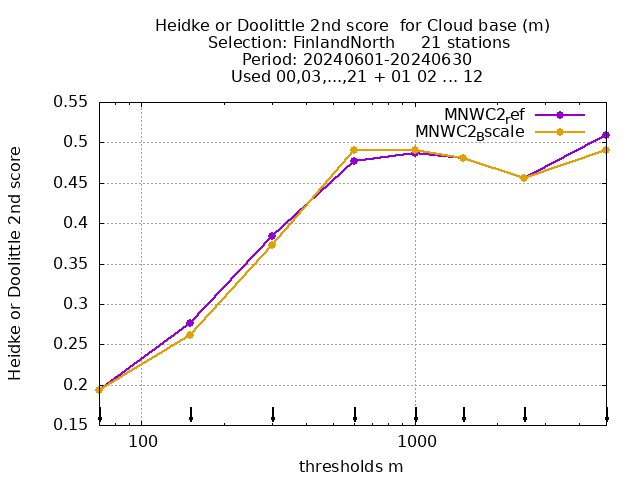 Heidke or Doolittle 2nd score  for Cloud base (m)
Selection: FinlandNorth     21 stations
Period: 20240601-20240630
Used 00,03,...,21 + 01 02 ... 12
MNWC2ref
MNWC2Bscale
Heidke or Doolittle 2nd score
0.55
0.5
0.45
0.4
0.35
0.3
0.25
0.2
0.15
100
1000
thresholds m